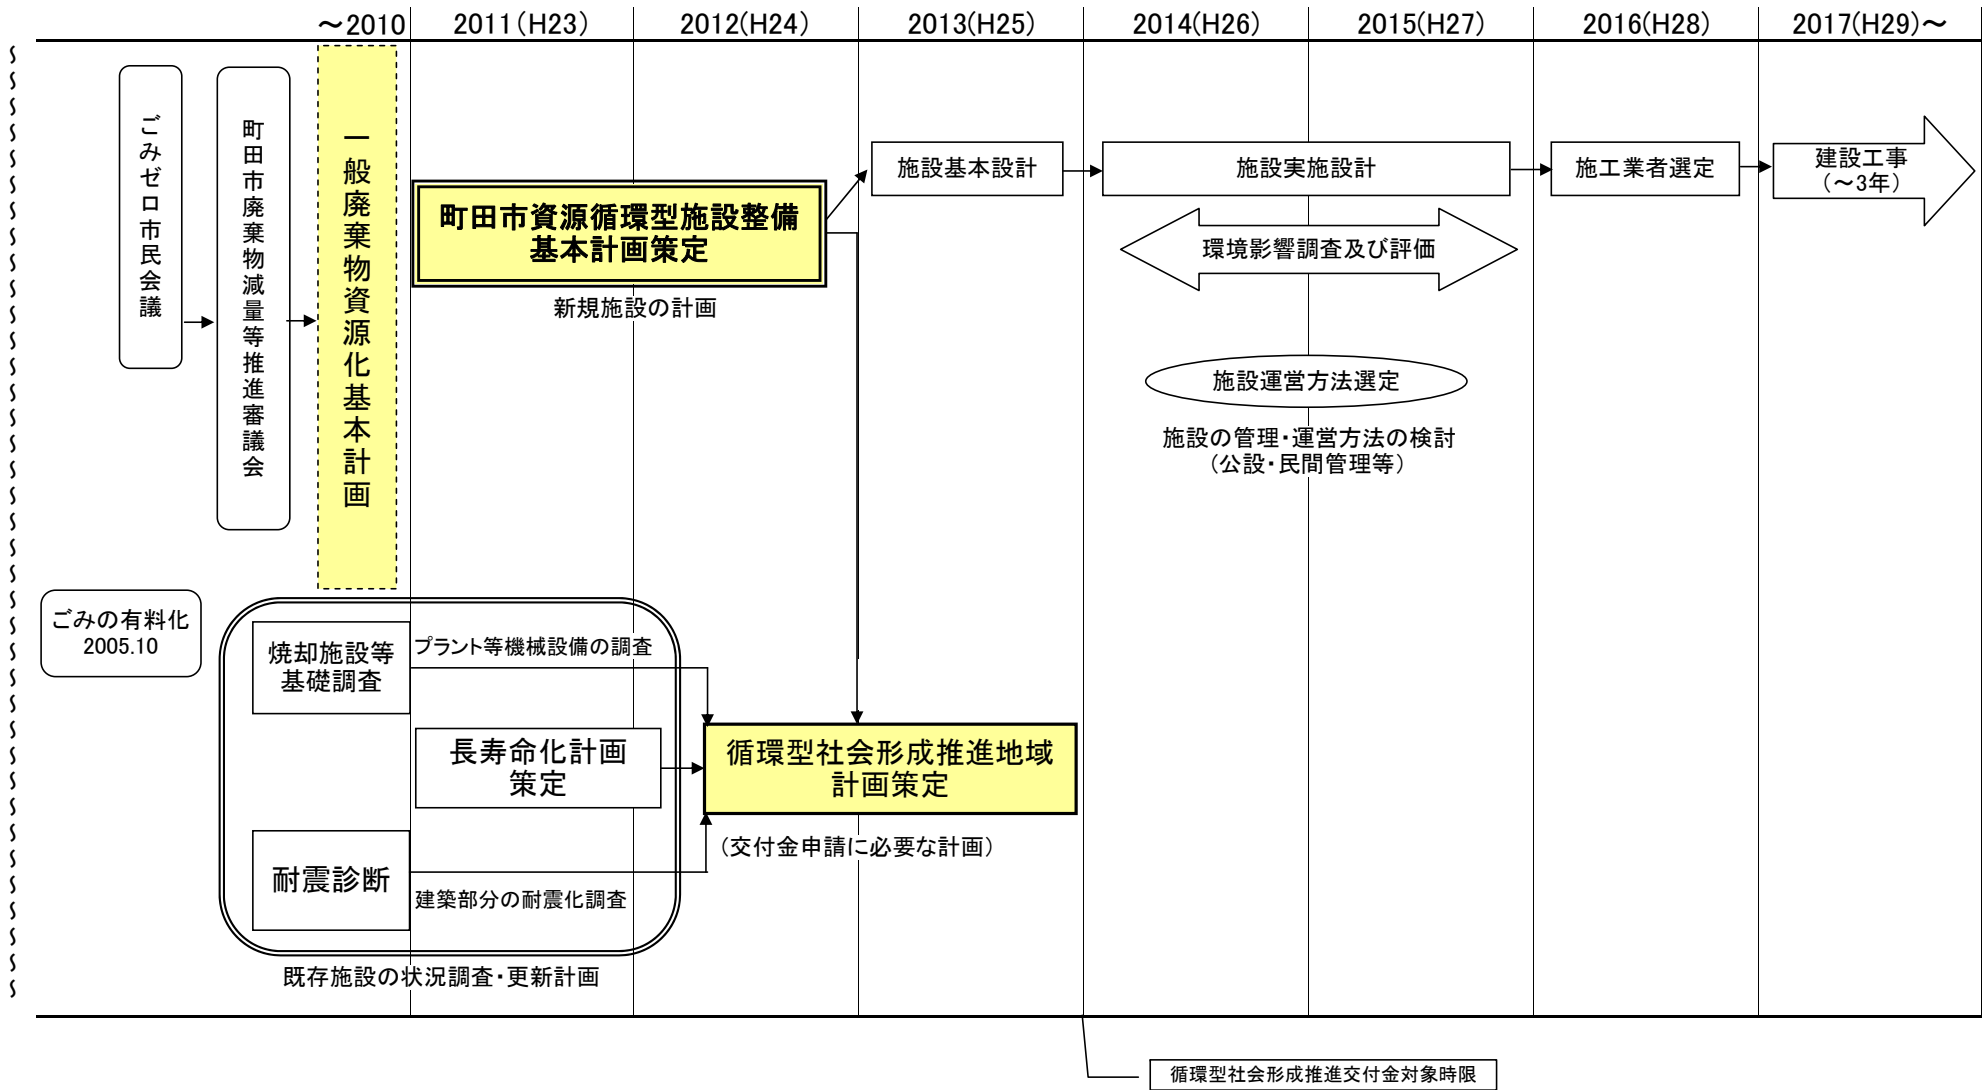 ～2010
2011(H23)
2012(H24)
2013(H25)
2014(H26)
2015(H27)
2016(H28)
2017(H29)～
ごみゼロ市民会議
町田市廃棄物減量等推進審議会
一般廃棄物資源化基本計画
町田市資源循環型施設整備
基本計画策定
新規施設の計画
施設基本設計
施設実施設計
施工業者選定
建設工事
（～3年）
環境影響調査及び評価
施設運営方法選定
施設の管理・運営方法の検討
（公設・民間管理等）
ごみの有料化
2005.10
焼却施設等
基礎調査
プラント等機械設備の調査
長寿命化計画
策定
循環型社会形成推進地域
計画策定
（交付金申請に必要な計画）
耐震診断
建築部分の耐震化調査
既存施設の状況調査・更新計画
循環型社会形成推進交付金対象時限